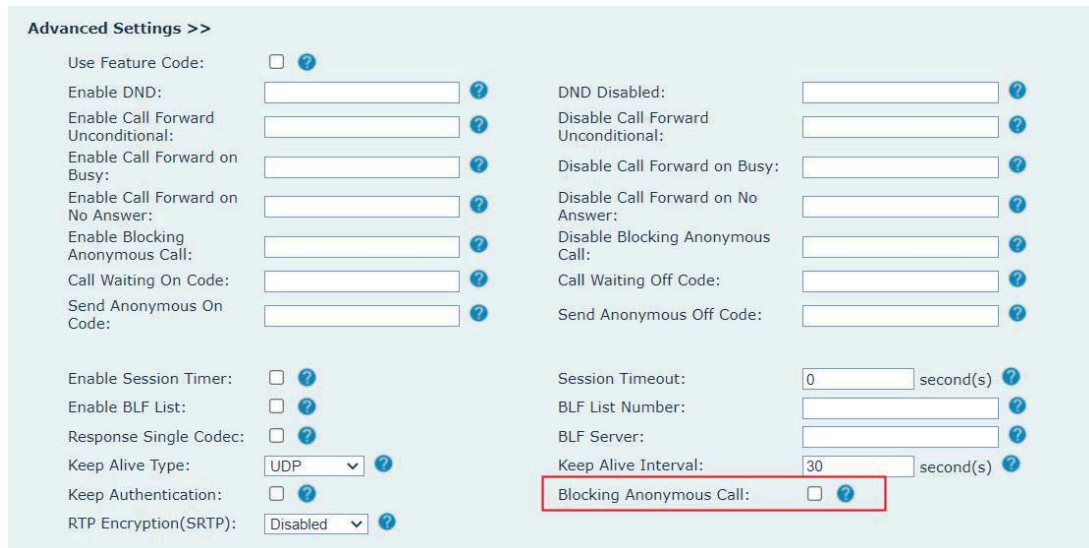 Advanced Settings >>
Use Feature Code: ?
Enable DND: ? DND Disabled: ?
Enable Call Forward Unconditional: ? Disable Call Forward Unconditional: ?
Enable Call Forward on Busy: ? Disable Call Forward on Busy: ?
Enable Call Forward on No Answer: ? Disable Call Forward on No Answer: ?
Enable Blocking Anonymous Call: ? Disable Blocking Anonymous Call: ?
Call Waiting On Code: ? Call Waiting Off Code: ?
Send Anonymous On Code: ? Send Anonymous Off Code: ?
Enable Session Timer: ? Session Timeout: 0 second(s) ?
Enable BLF List: ? BLF List Number: ?
Response Single Codec: ? BLF Server: ?
Keep Alive Type: UDP ? Keep Alive Interval: 30 second(s) ?
Keep Authentication: ? Blocking Anonymous Call: ?
RTP Encryption(SRTP): Disabled ?